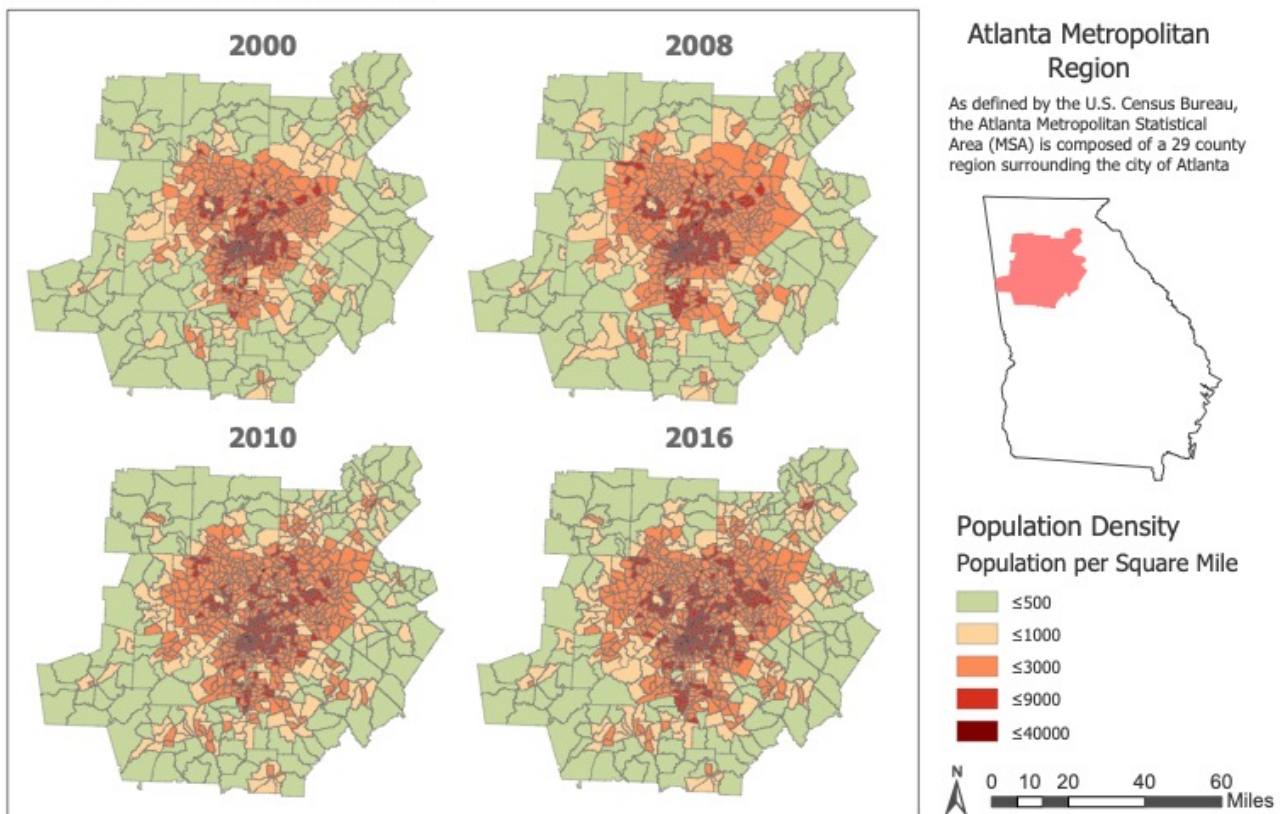 2000
2008
2010
2016
Atlanta Metropolitan
Region
As defined by the U.S. Census Bureau,
the Atlanta Metropolitan Statistical
Area (MSA) is composed of a 29 county
region surrounding the city of Atlanta
Population Density
Population per Square Mile
≤500
≤1000
≤3000
≤9000
≤40000
N
0 10 20 40 60
Miles